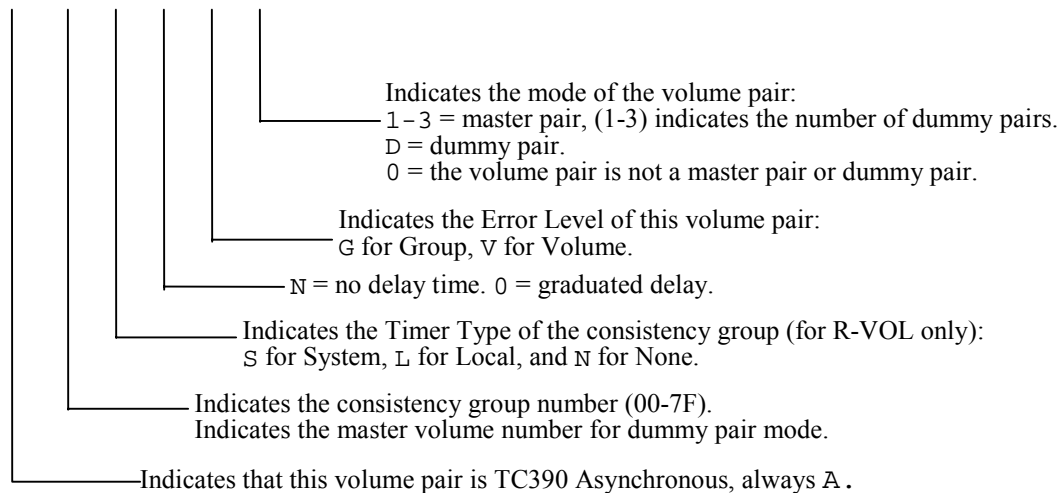 Indicates the mode of the volume pair:
1-3 = master pair, (1-3) indicates the number of dummy pairs.
D = dummy pair.
0 = the volume pair is not a master pair or dummy pair.
Indicates the Error Level of this volume pair:
G for Group, V for Volume.
N = no delay time. 0 = graduated delay.
Indicates the Timer Type of the consistency group (for R-VOL only):
S for System, L for Local, and N for None.
Indicates the consistency group number (00-7F).
Indicates the master volume number for dummy pair mode.
Indicates that this volume pair is TC390 Asynchronous, always A.